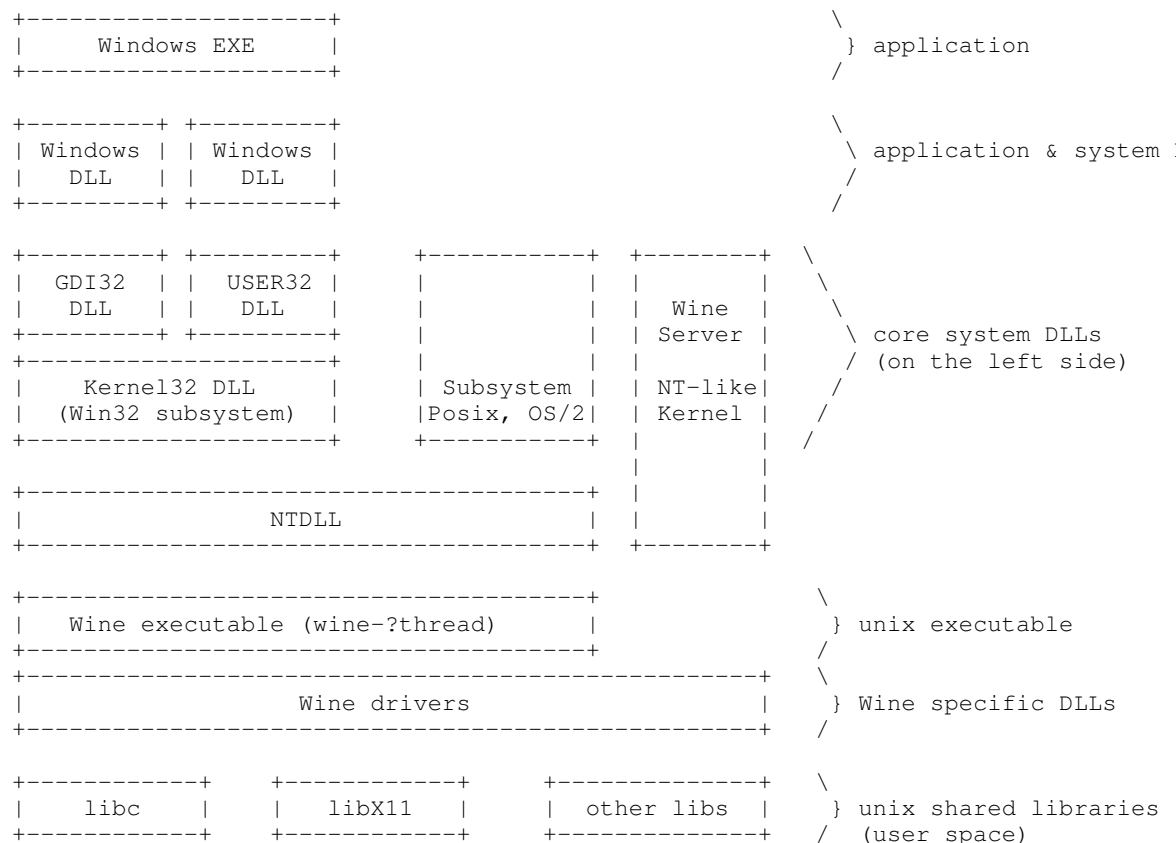 Windows EXE } application
Windows Windows application & system
DLL DLL
GDI32 USER32
DLL DLL Wine
Server core system DLLs
(on the left side)
Kernel32 DLL Subsystem NT-like
(Win32 subsystem) Posix, OS/2 Kernel
NTDLL
Wine executable (wine-?thread) } unix executable
Wine drivers } Wine specific DLLs
libc libX11 other libs } unix shared libraries
(user space)